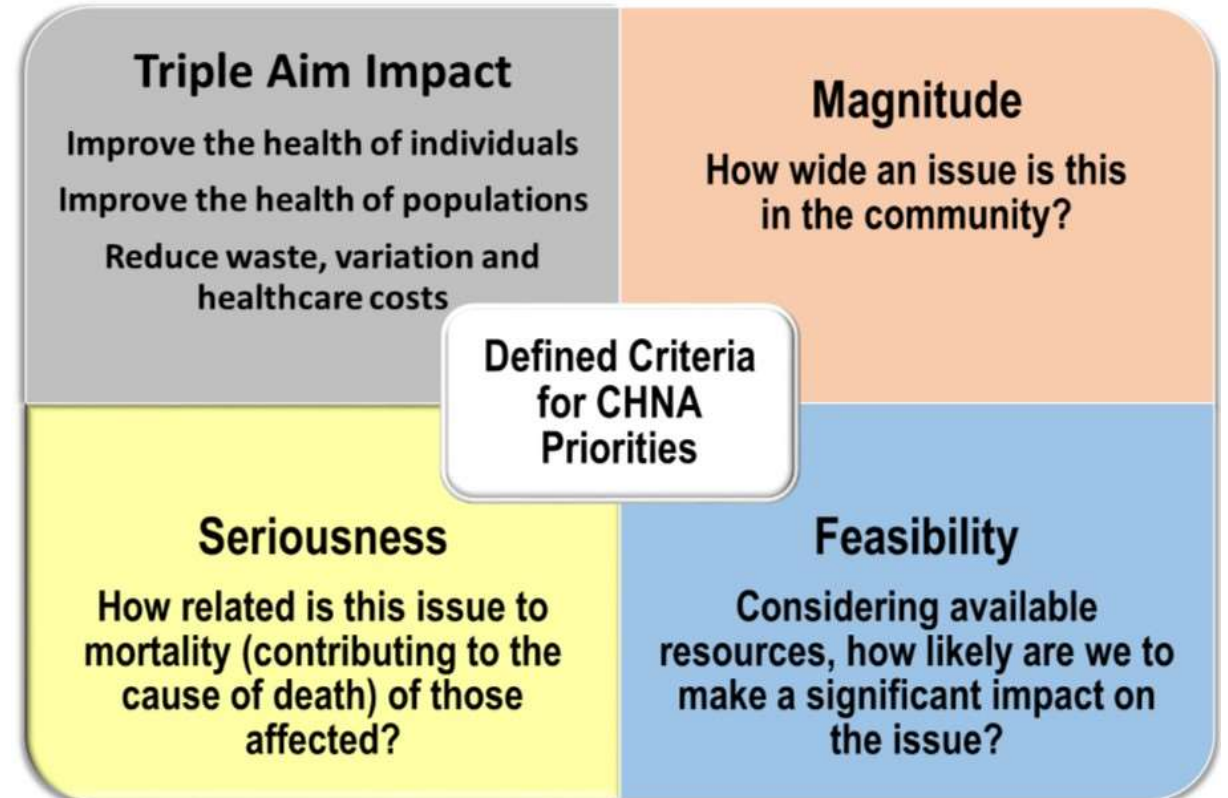 Triple Aim Impact
Improve the health of individuals
Improve the health of populations
Reduce waste, variation and
healthcare costs
Magnitude
How wide an issue is this
in the community?
Defined Criteria
for CHNA
Priorities
Seriousness
How related is this issue to
mortality (contributing to the
cause of death) of those
affected?
Feasibility
Considering available
resources, how likely are we to
make a significant impact on
the issue?